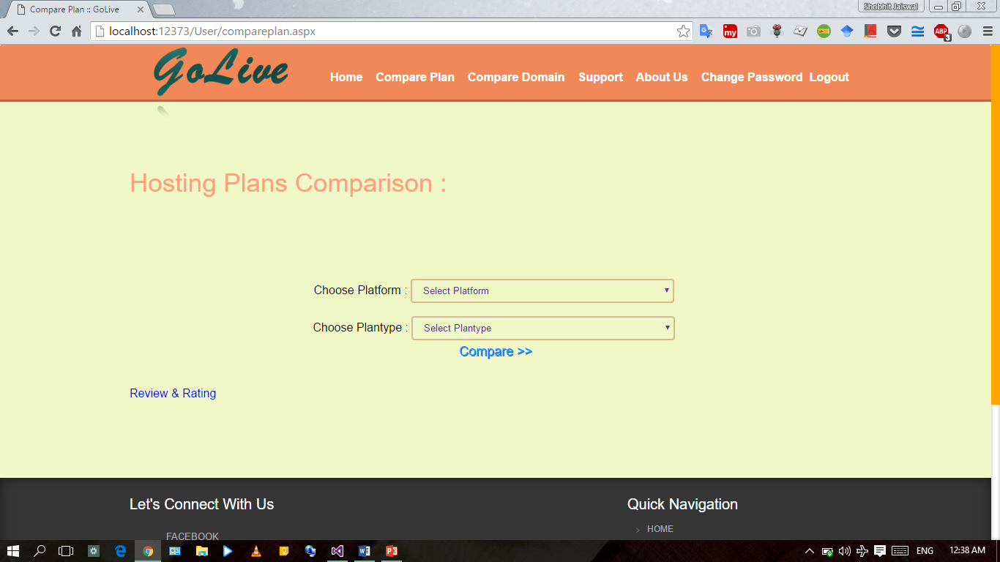 Compare Plan :: GoLive
Shobhit Jaiswal
localhost:12373/User/compareplan.aspx
my
ABP
3
GoLive
Home Compare Plan Compare Domain Support About Us Change Password Logout
Hosting Plans Comparison :
Choose Platform : Select Platform
Choose Plantype : Select Plantype
Compare >>
Review & Rating
Let's Connect With Us
Quick Navigation
FACEBOOK
> HOME
ENG
12:38 AM